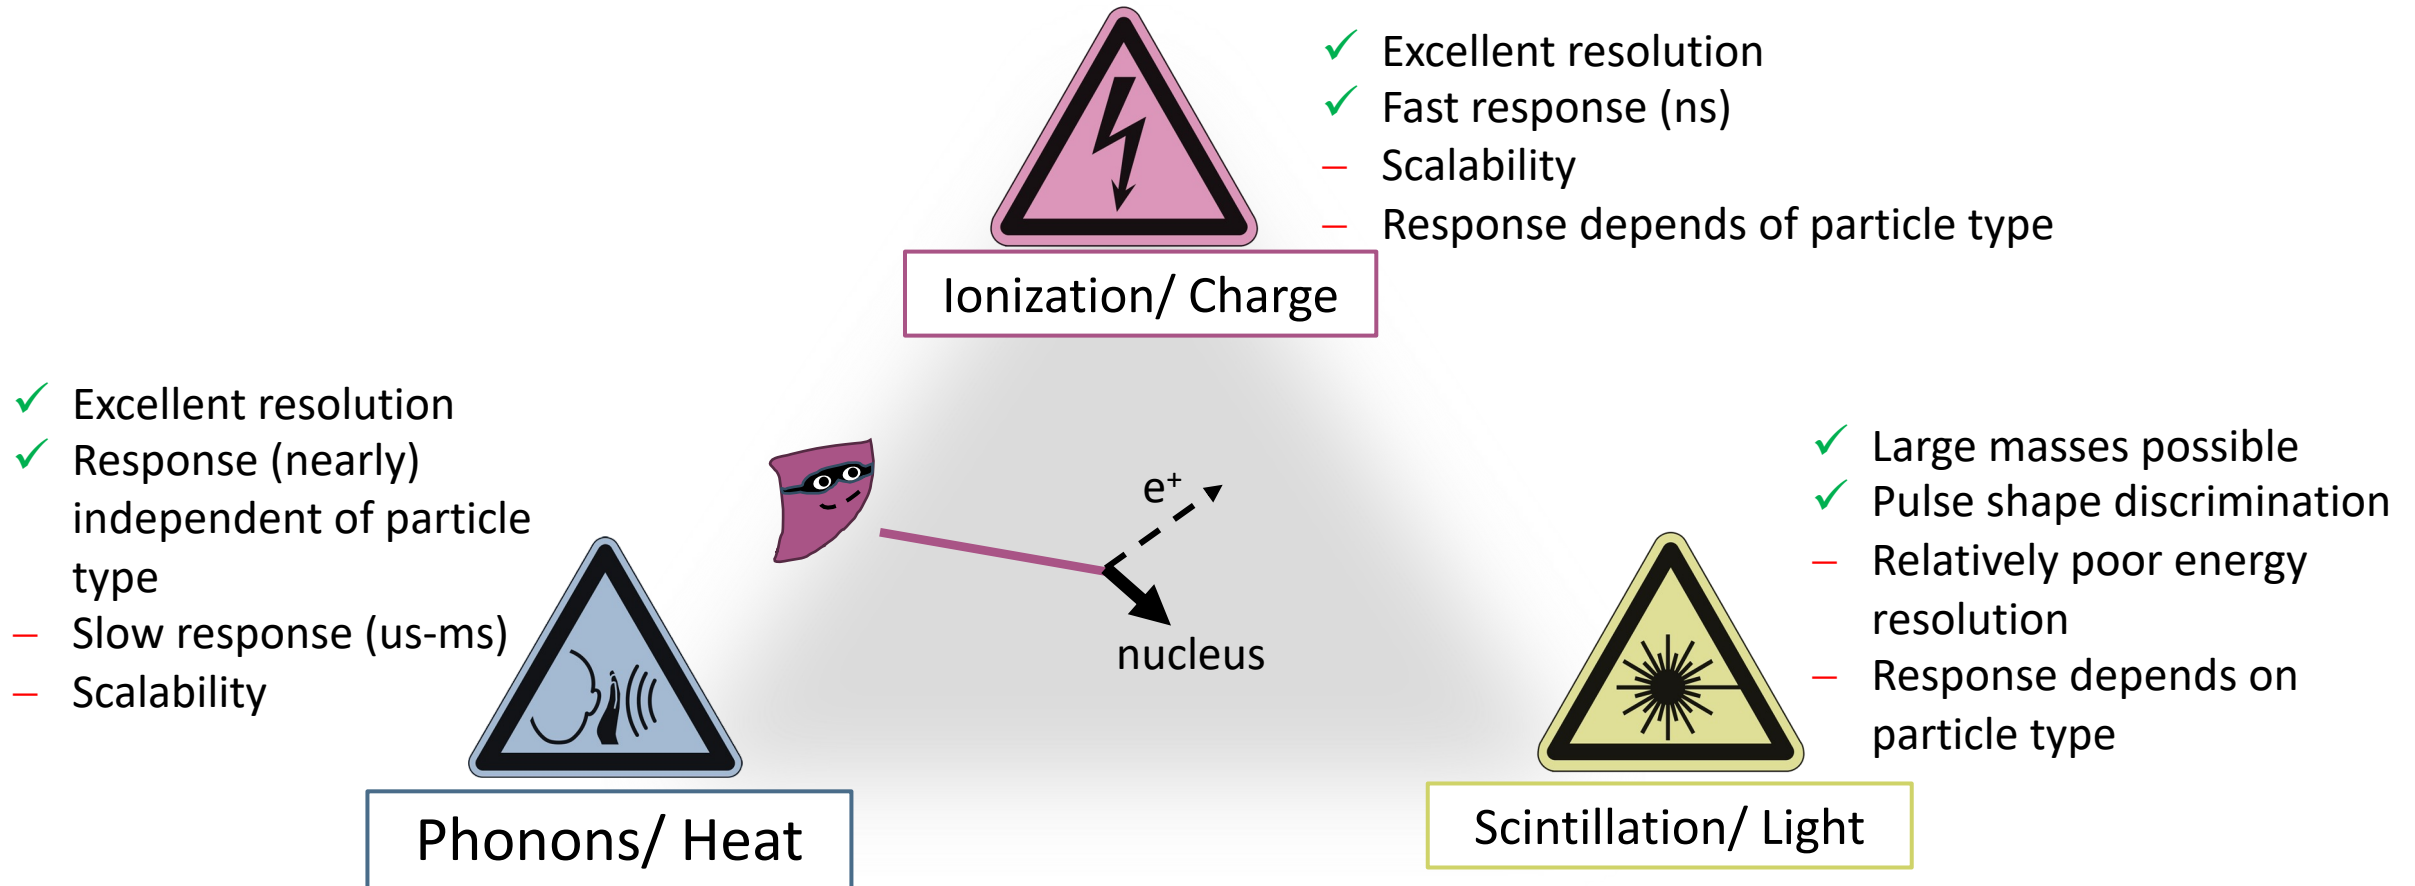 ✓ Excellent resolution
✓ Fast response (ns)
– Scalability
– Response depends of particle type
Ionization/ Charge
✓ Excellent resolution
✓ Response (nearly)
independent of particle
type
– Slow response (us-ms)
– Scalability
Phonons/ Heat
e⁺
nucleus
✓ Large masses possible
✓ Pulse shape discrimination
– Relatively poor energy
resolution
– Response depends on
particle type
Scintillation/ Light